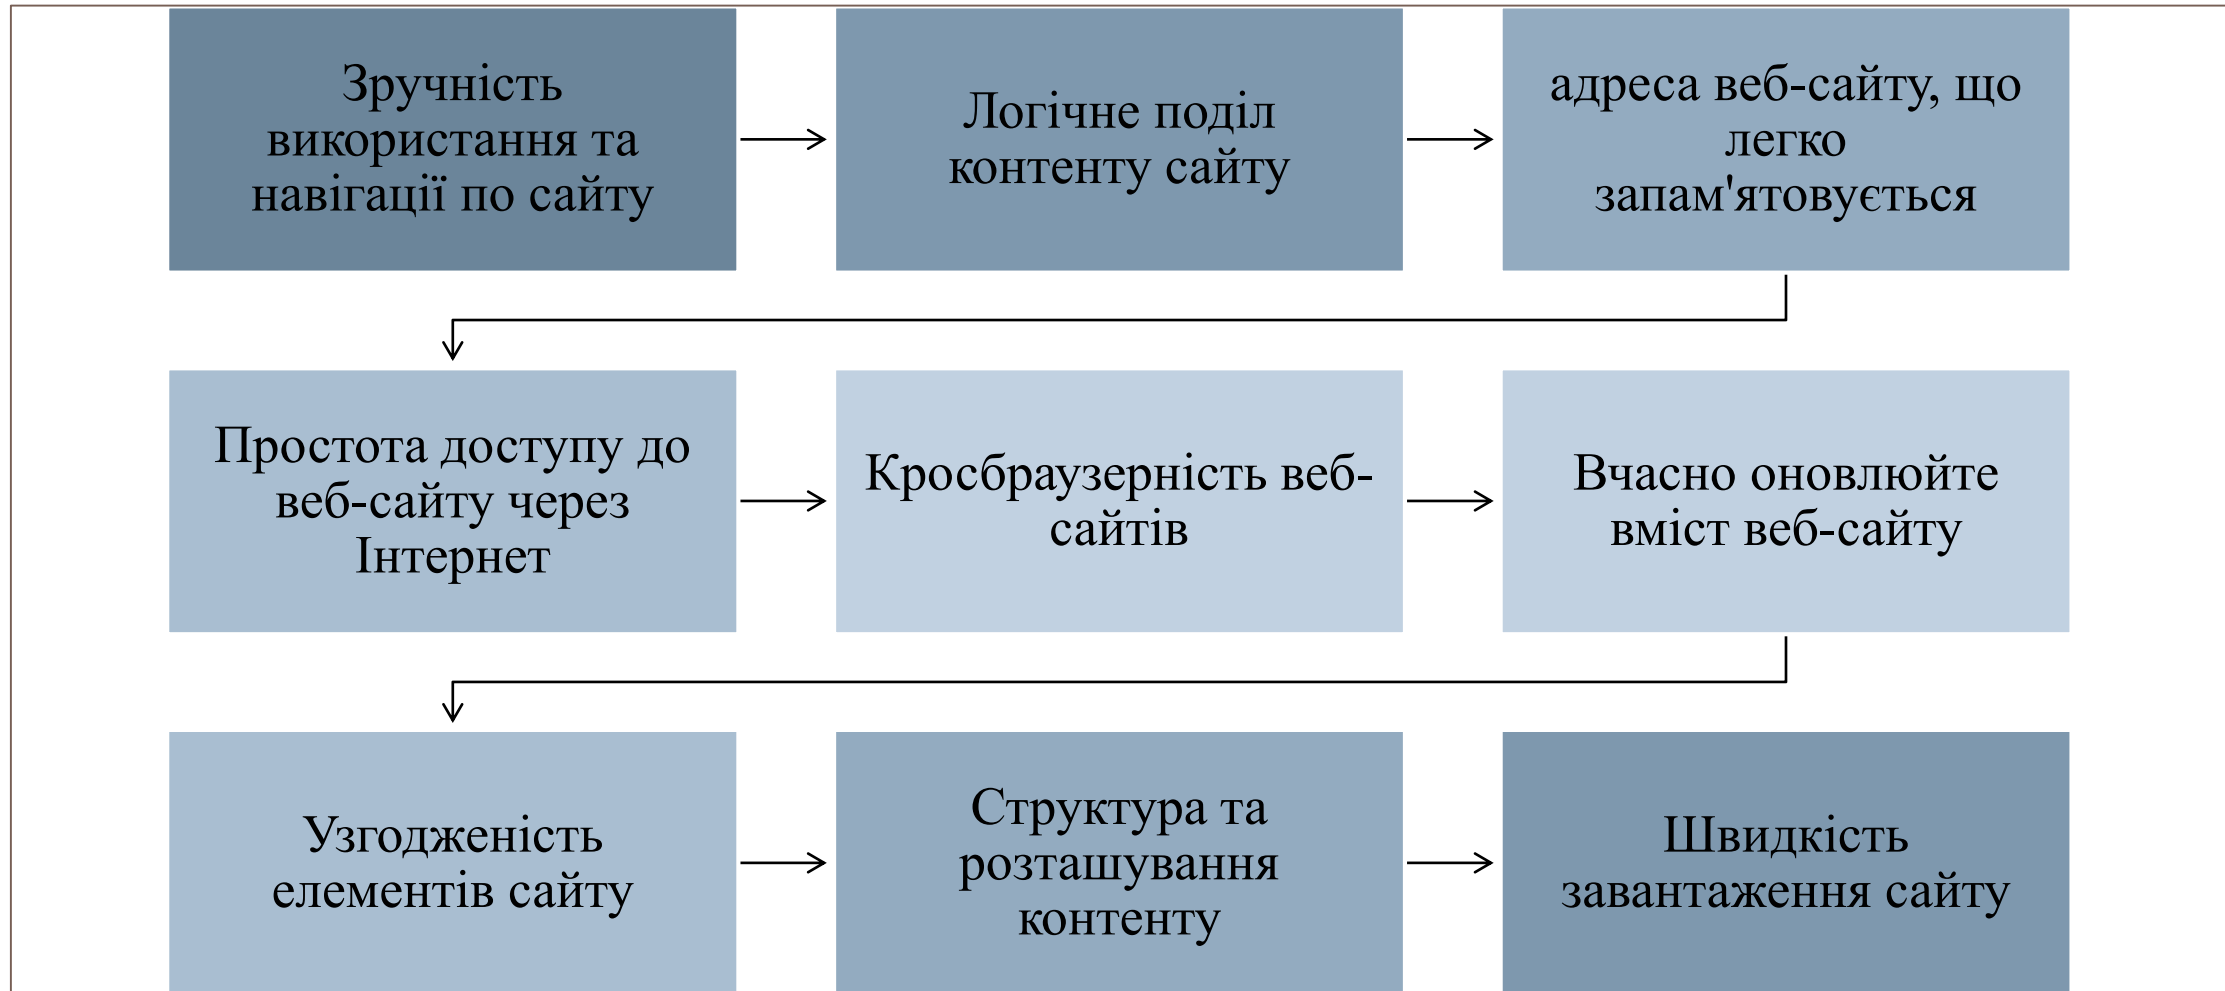 Зручність
використання та
навігації по сайту
Логічне поділ
контенту сайту
адреса веб-сайту, що
легко
запам'ятовується
Простота доступу до
веб-сайту через
Інтернет
Кросбраузерність веб-
сайтів
Вчасно оновлюйте
вміст веб-сайту
Узгодженість
елементів сайту
Структура та
розташування
контенту
Швидкість
завантаження сайту